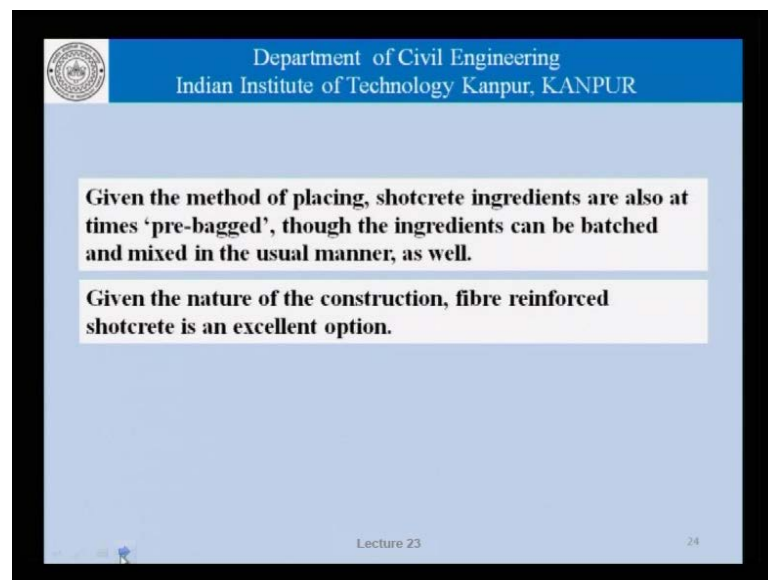 Department of Civil Engineering
Indian Institute of Technology Kanpur, KANPUR
Given the method of placing, shotcrete ingredients are also at
times ‘pre-bagged’, though the ingredients can be batched
and mixed in the usual manner, as well.
Given the nature of the construction, fibre reinforced
shotcrete is an excellent option.
Lecture 23
24